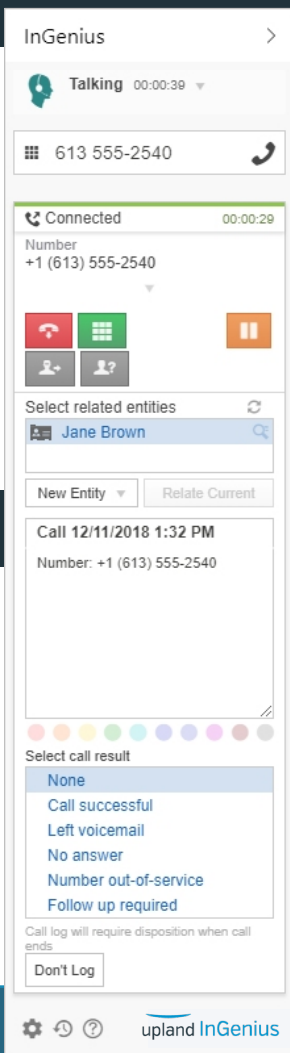 InGenius
Talking 00:00:39
613 555-2540
Connected 00:00:29
Number
+1 (613) 555-2540
Select related entities
Jane Brown
New Entity Relate Current
Call 12/11/2018 1:32 PM
Number: +1 (613) 555-2540
Select call result
None
Call successful
Left voicemail
No answer
Number out-of-service
Follow up required
Call log will require disposition when call
ends
Don't Log
upland InGenius